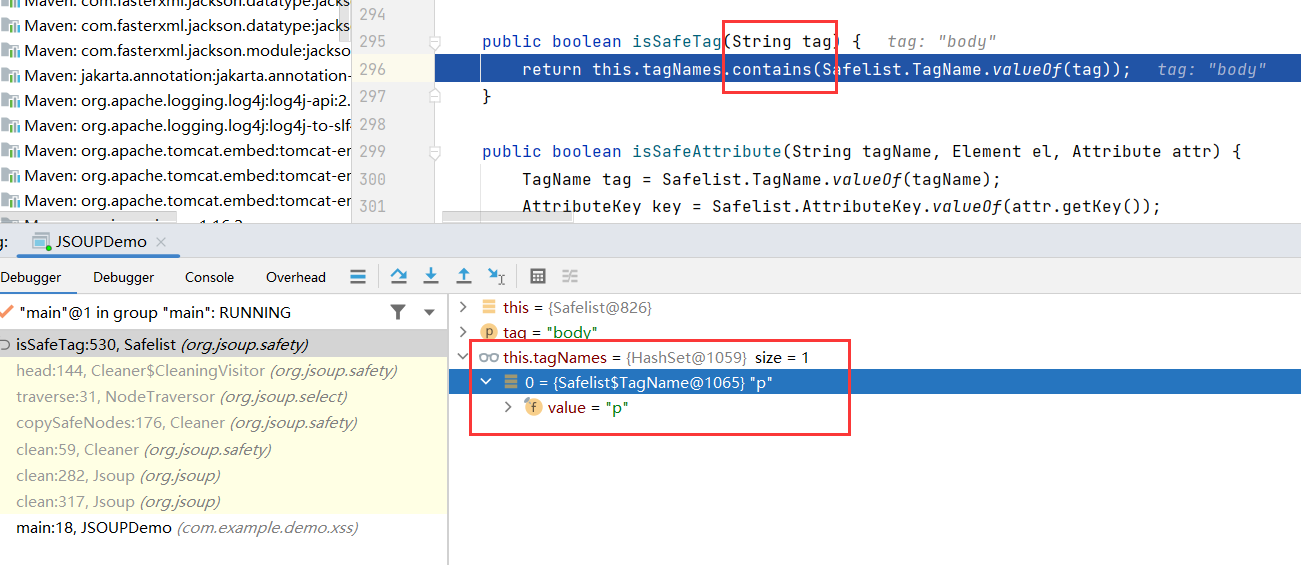 Maven: com.fasterxml.jackson.datatype:jacks
Maven: com.fasterxml.jackson.datatype:jacks
Maven: com.fasterxml.jackson.module:jackso
Maven: jakarta.annotation:jakarta.annotation-
Maven: org.apache.logging.log4j:log4j-api:2.
Maven: org.apache.logging.log4j:log4j-to-slf
Maven: org.apache.tomcat.embed:tomcat-en
Maven: org.apache.tomcat.embed:tomcat-en
Maven: org.apache.tomcat.embed:tomcat-en
294
295 public boolean isSafeTag(String tag) { tag: "body"
296 return this.tagNames.contains(Safelist.TagName.valueOf(tag)); tag: "body"
297 }
298
299 public boolean isSafeAttribute(String tagName, Element el, Attribute attr) {
300 TagName tag = Safelist.TagName.valueOf(tagName);
301 AttributeKey key = Safelist.AttributeKey.valueOf(attr.getKey());
g: JSOUPDemo
Debugger Debugger Console Overhead
"main"@1 in group "main": RUNNING
isSafeTag:530, Safelist (org.jsoup.safety)
head:144, Cleaner$CleaningVisitor (org.jsoup.safety)
traverse:31, NodeTraversor (org.jsoup.select)
copySafeNodes:176, Cleaner (org.jsoup.safety)
clean:59, Cleaner (org.jsoup.safety)
clean:282, Jsoup (org.jsoup)
clean:317, Jsoup (org.jsoup)
main:18, JSOUPDemo (com.example.demo.xss)
this = {Safelist@826}
p tag = "body"
this.tagNames = {HashSet@1059} size = 1
0 = {Safelist$TagName@1065} "p"
f value = "p"